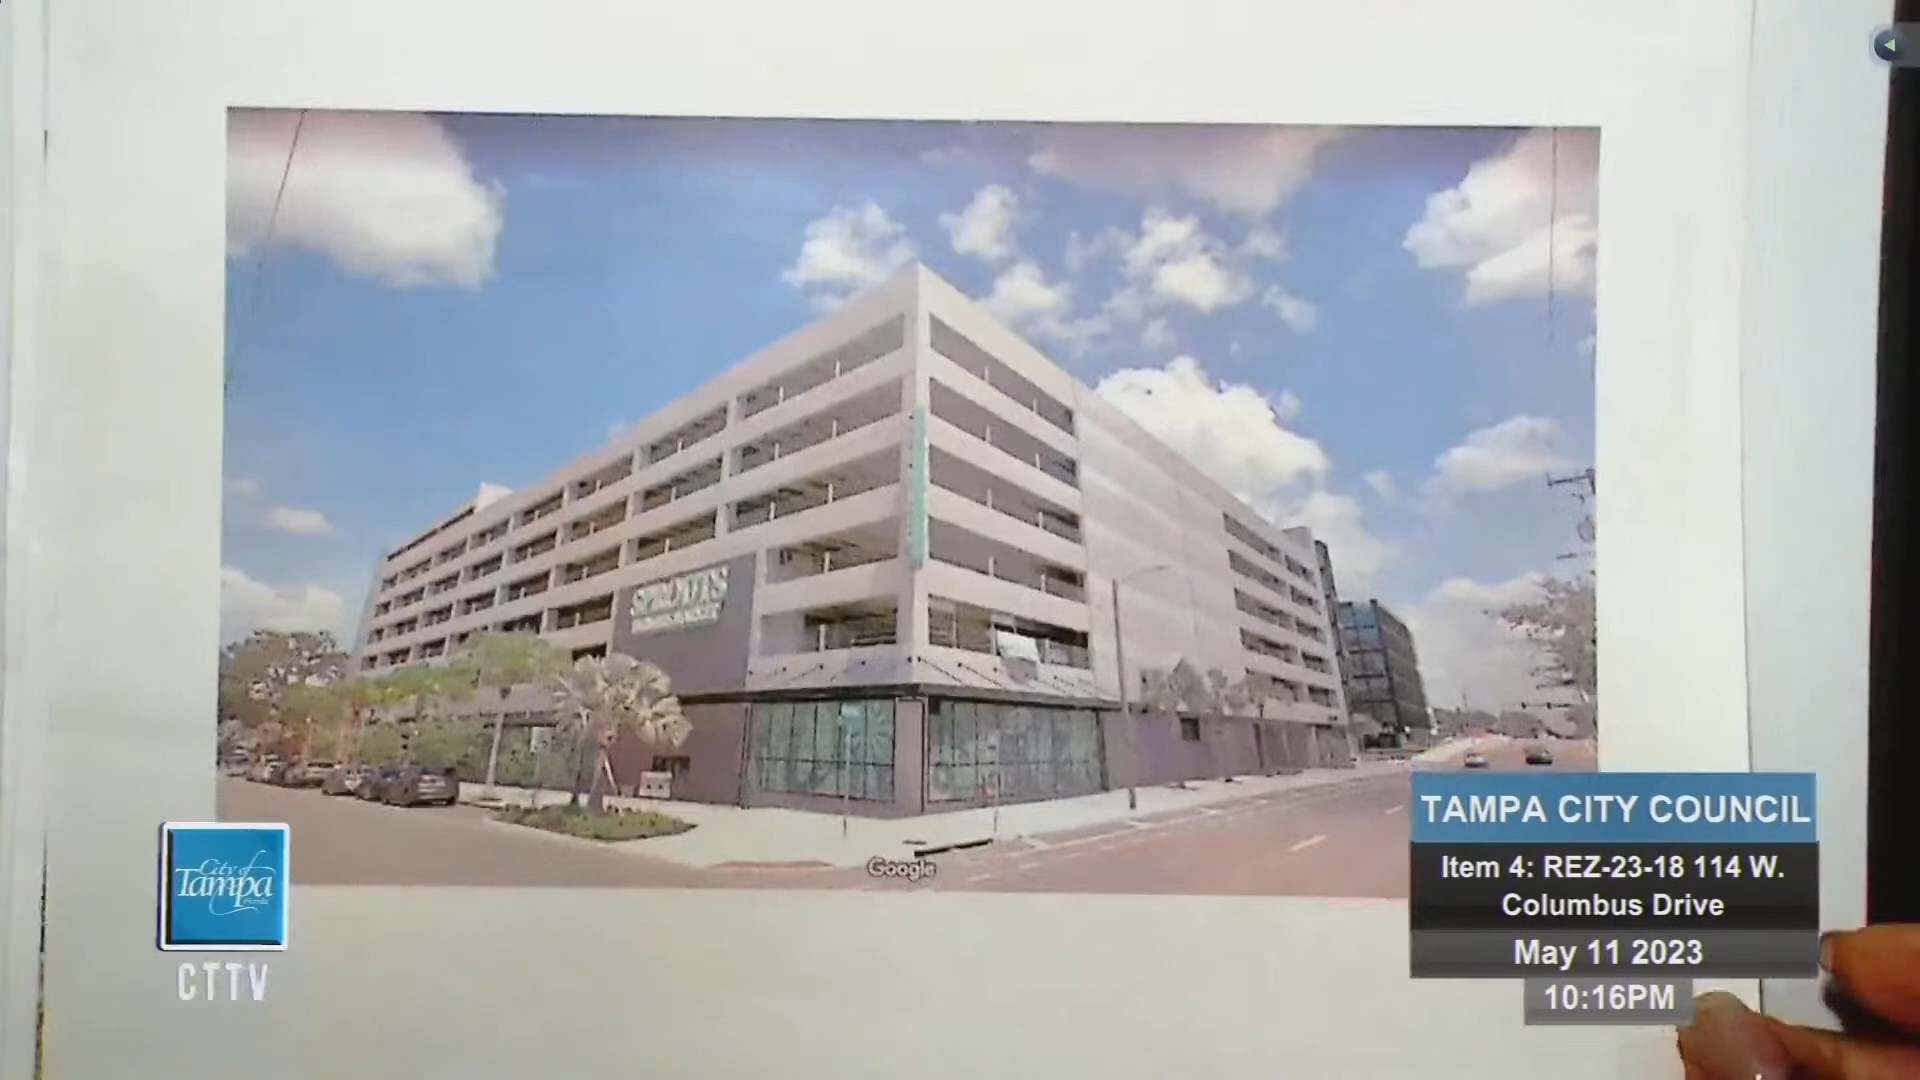 SPROUTS
Google
City of
Tampa
Florida
CTTV
TAMPA CITY COUNCIL
Item 4: REZ-23-18 114 W.
Columbus Drive
May 11 2023
10:16PM